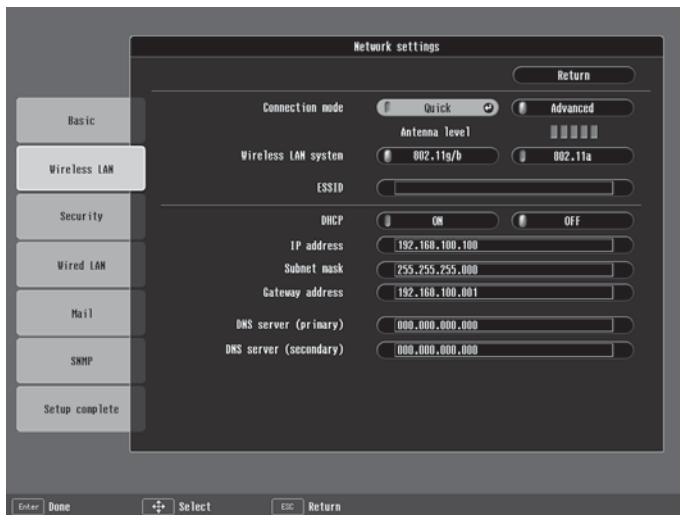 Network settings
Return
Basic
Wireless LAN
Security
Wired LAN
Mail
SNMP
Setup complete
Connection mode Quick Advanced
Antenna level
Wireless LAN system 802.11g/b 802.11a
ESSID
DHCP ON OFF
IP address 192.168.100.100
Subnet mask 255.255.255.000
Gateway address 192.168.100.001
DNS server (primary) 000.000.000.000
DNS server (secondary) 000.000.000.000
Enter Done Select ESC Return